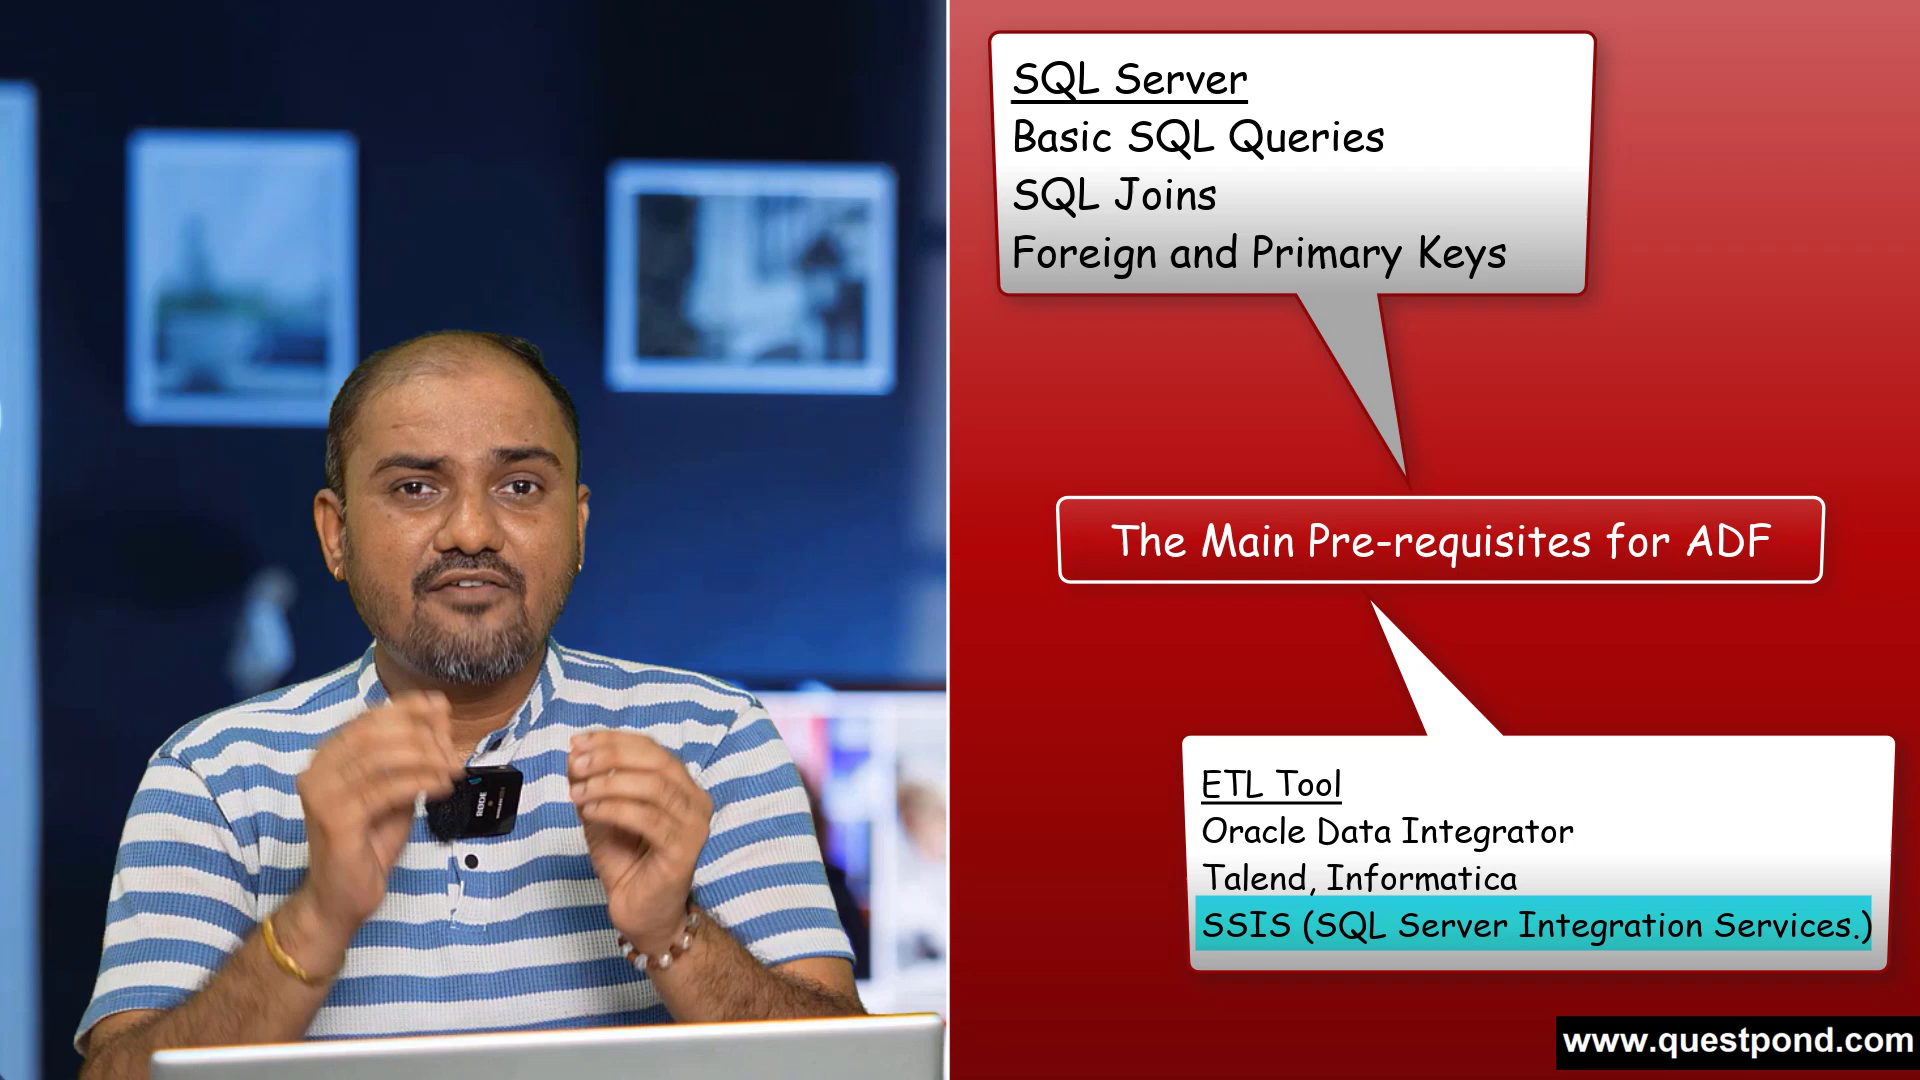 SQL Server
Basic SQL Queries
SQL Joins
Foreign and Primary Keys
The Main Pre-requisites for ADF
ETL Tool
Oracle Data Integrator
Talend, Informatica
SSIS (SQL Server Integration Services.)
RODE
www.questpond.com